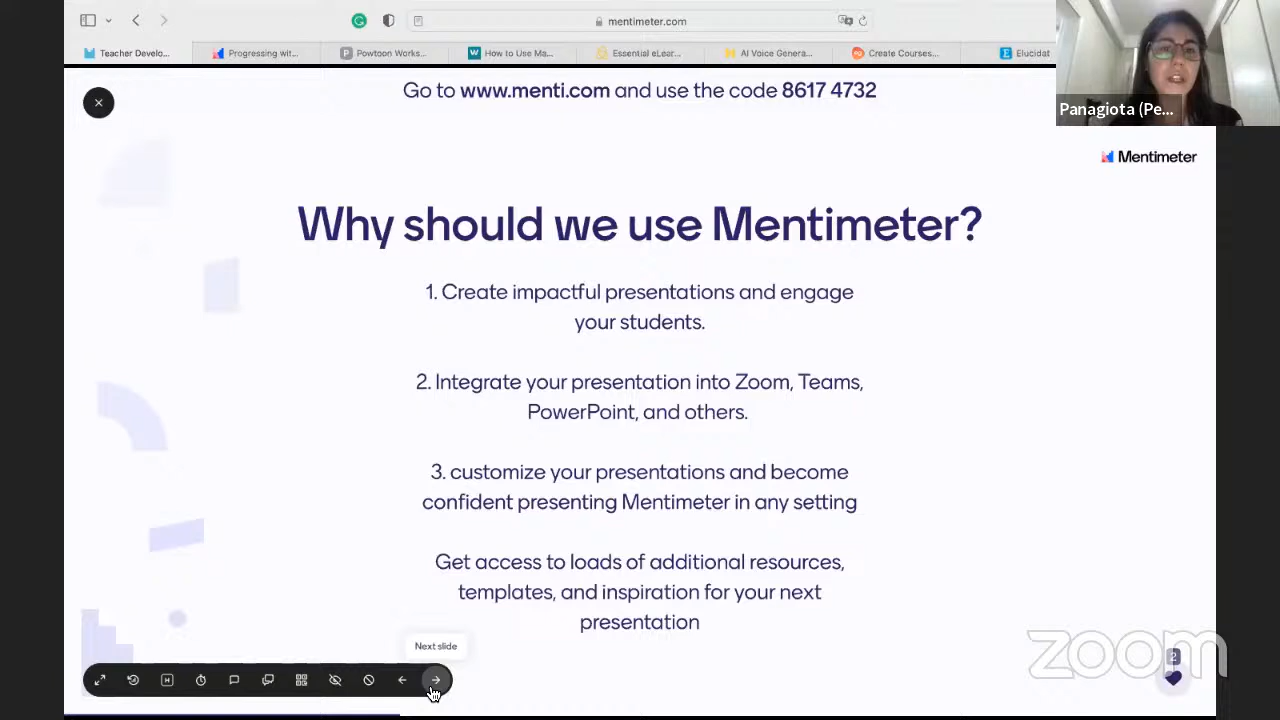 mentimeter.com
Teacher Develo...
Progressing wit...
Powtoon Works...
How to Use Ma...
Essential eLear...
AI Voice Genera...
Create Courses...
Elucidat
Panagiota (Pe...
Go to www.menti.com and use the code 8617 4732
Mentimeter
Why should we use Mentimeter?
1. Create impactful presentations and engage
your students.
2. Integrate your presentation into Zoom, Teams,
PowerPoint, and others.
3. customize your presentations and become
confident presenting Mentimeter in any setting
Get access to loads of additional resources,
templates, and inspiration for your next
presentation
Next slide
zoom
2